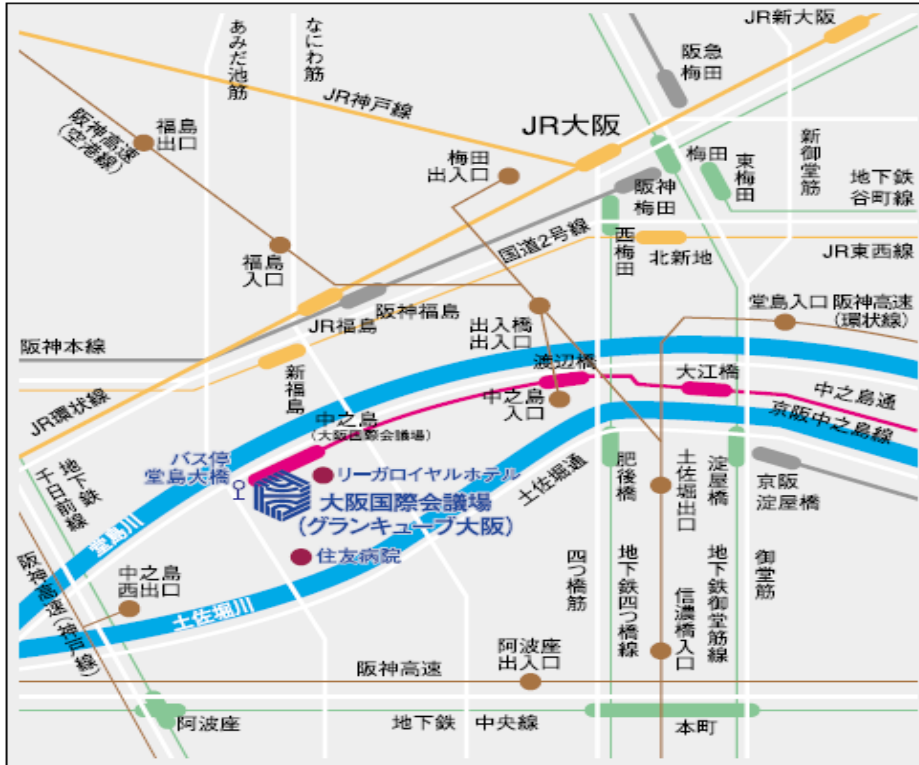 JR新大阪
あみだ池筋
なにわ筋
阪急
梅田
JR神戸線
阪神高速
(空港線)
福島
出口
JR大阪
梅田
出入口
梅田
東梅田
新御堂筋
阪神
梅田
地下鉄
谷町線
国道2号線
西梅田
北新地
JR東西線
福島
入口
JR福島
阪神福島
出入橋
出入口
堂島入口
阪神高速
(環状線)
阪神本線
新福島
渡辺橋
大江橋
中之島
入口
中之島通
京阪中之島線
JR環状線
中之島
(大阪国際会議場)
バス停
堂島大橋
リーガロイヤルホテル
大阪国際会議場
(グランキューブ大阪)
土佐堀通
肥後橋
土佐堀出口
淀屋橋
京阪
淀屋橋
地下鉄
千日前線
堂島川
住友病院
阪神高速(神戸線)
中之島
西出口
土佐堀川
四つ橋筋
地下鉄四つ橋線
信濃橋入口
地下鉄御堂筋線
御堂筋
阪神高速
阿波座
出入口
阿波座
地下鉄 中央線
本町